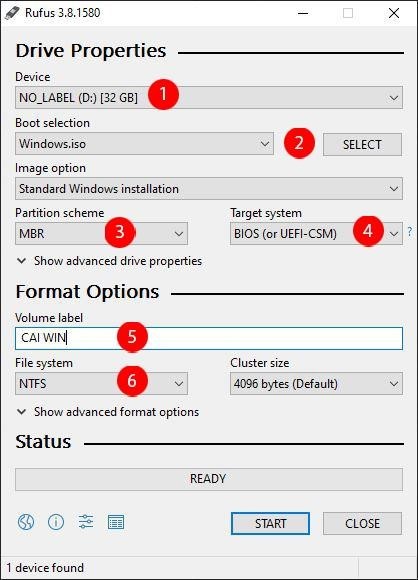 Rufus 3.8.1580
Drive Properties
Device
NO_LABEL (D:) [32 GB]
1
Boot selection
Windows.iso
2
SELECT
Image option
Standard Windows installation
Partition scheme
Target system
MBR
3
BIOS (or UEFI-CSM)
4
?
Show advanced drive properties
Format Options
Volume label
CAI WIN
5
File system
Cluster size
NTFS
6
4096 bytes (Default)
Show advanced format options
Status
READY
START
CLOSE
1 device found